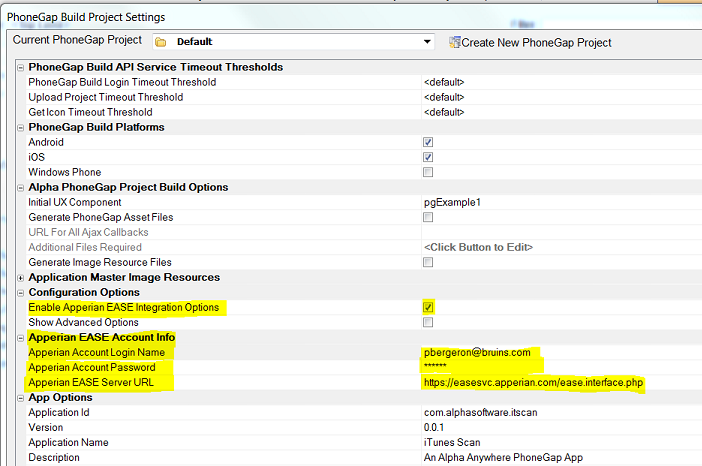 PhoneGap Build Project Settings
Current PhoneGap Project Default Create New PhoneGap Project
PhoneGap Build API Service Timeout Thresholds
PhoneGap Build Login Timeout Threshold <default>
Upload Project Timeout Threshold <default>
Get Icon Timeout Threshold <default>
PhoneGap Build Platforms
Android
iOS
Windows Phone
Alpha PhoneGap Project Build Options
Initial UX Component pgExample1
Generate PhoneGap Asset Files
URL For All Ajax Callbacks
Additional Files Required <Click Button to Edit>
Generate Image Resource Files
Application Master Image Resources
Configuration Options
Enable Apperian EASE Integration Options
Show Advanced Options
Apperian EASE Account Info
Apperian Account Login Name pbergeron@bruins.com
Apperian Account Password ******
Apperian EASE Server URL https://easesvc.apperian.com/ease.interface.php
App Options
Application Id com.alphasoftware.itscan
Version 0.0.1
Application Name iTunes Scan
Description An Alpha Anywhere PhoneGap App